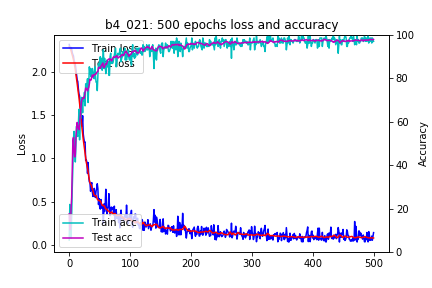 b4_021: 500 epochs loss and accuracy
Train loss
Test loss
Train acc
Test acc
Loss
Accuracy
2.0
1.5
1.0
0.5
0.0
100
80
60
40
20
0
0 100 200 300 400 500